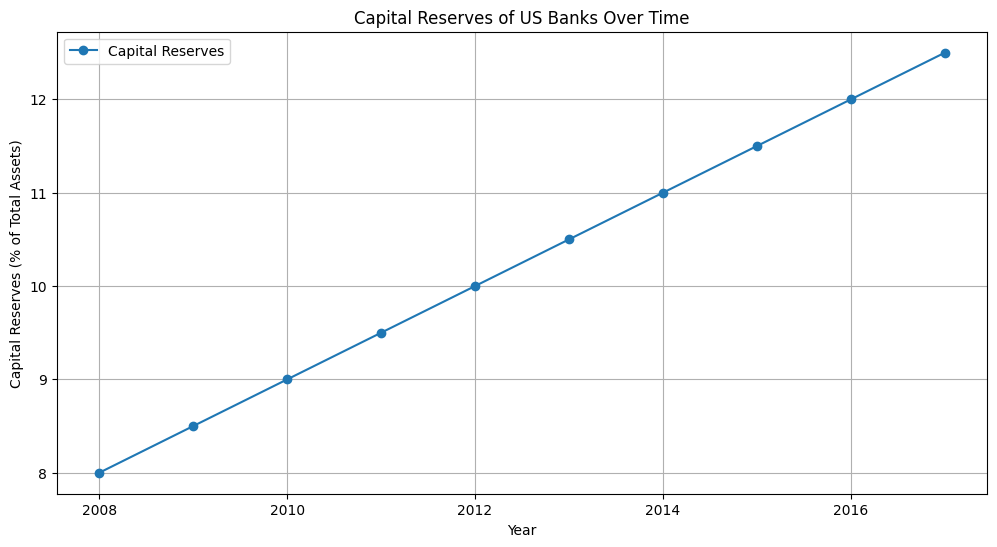 Capital Reserves of US Banks Over Time
Capital Reserves
Capital Reserves (% of Total Assets)
12
11
10
9
8
2008 2010 2012 2014 2016
Year